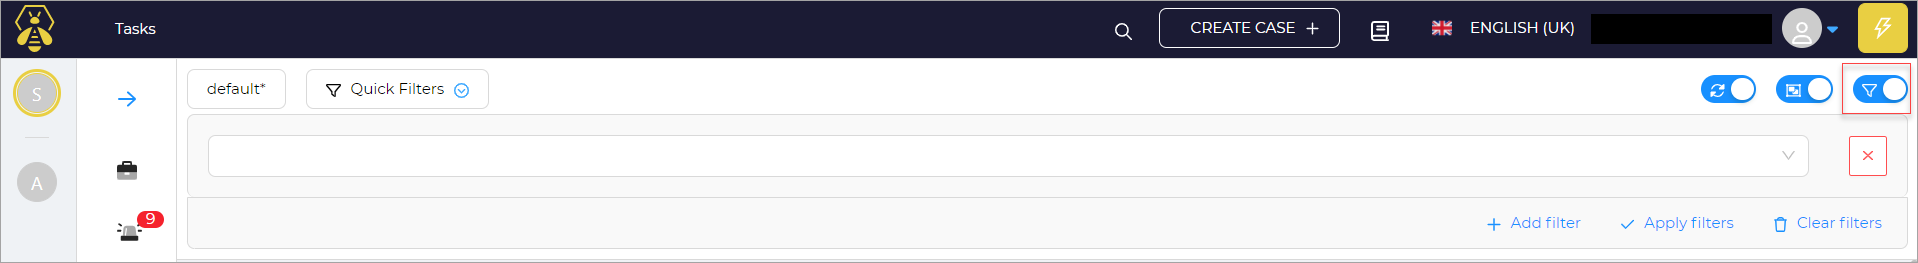 Tasks
CREATE CASE +
ENGLISH (UK)
S
default*
Quick Filters
A
9
+ Add filter
Apply filters
Clear filters